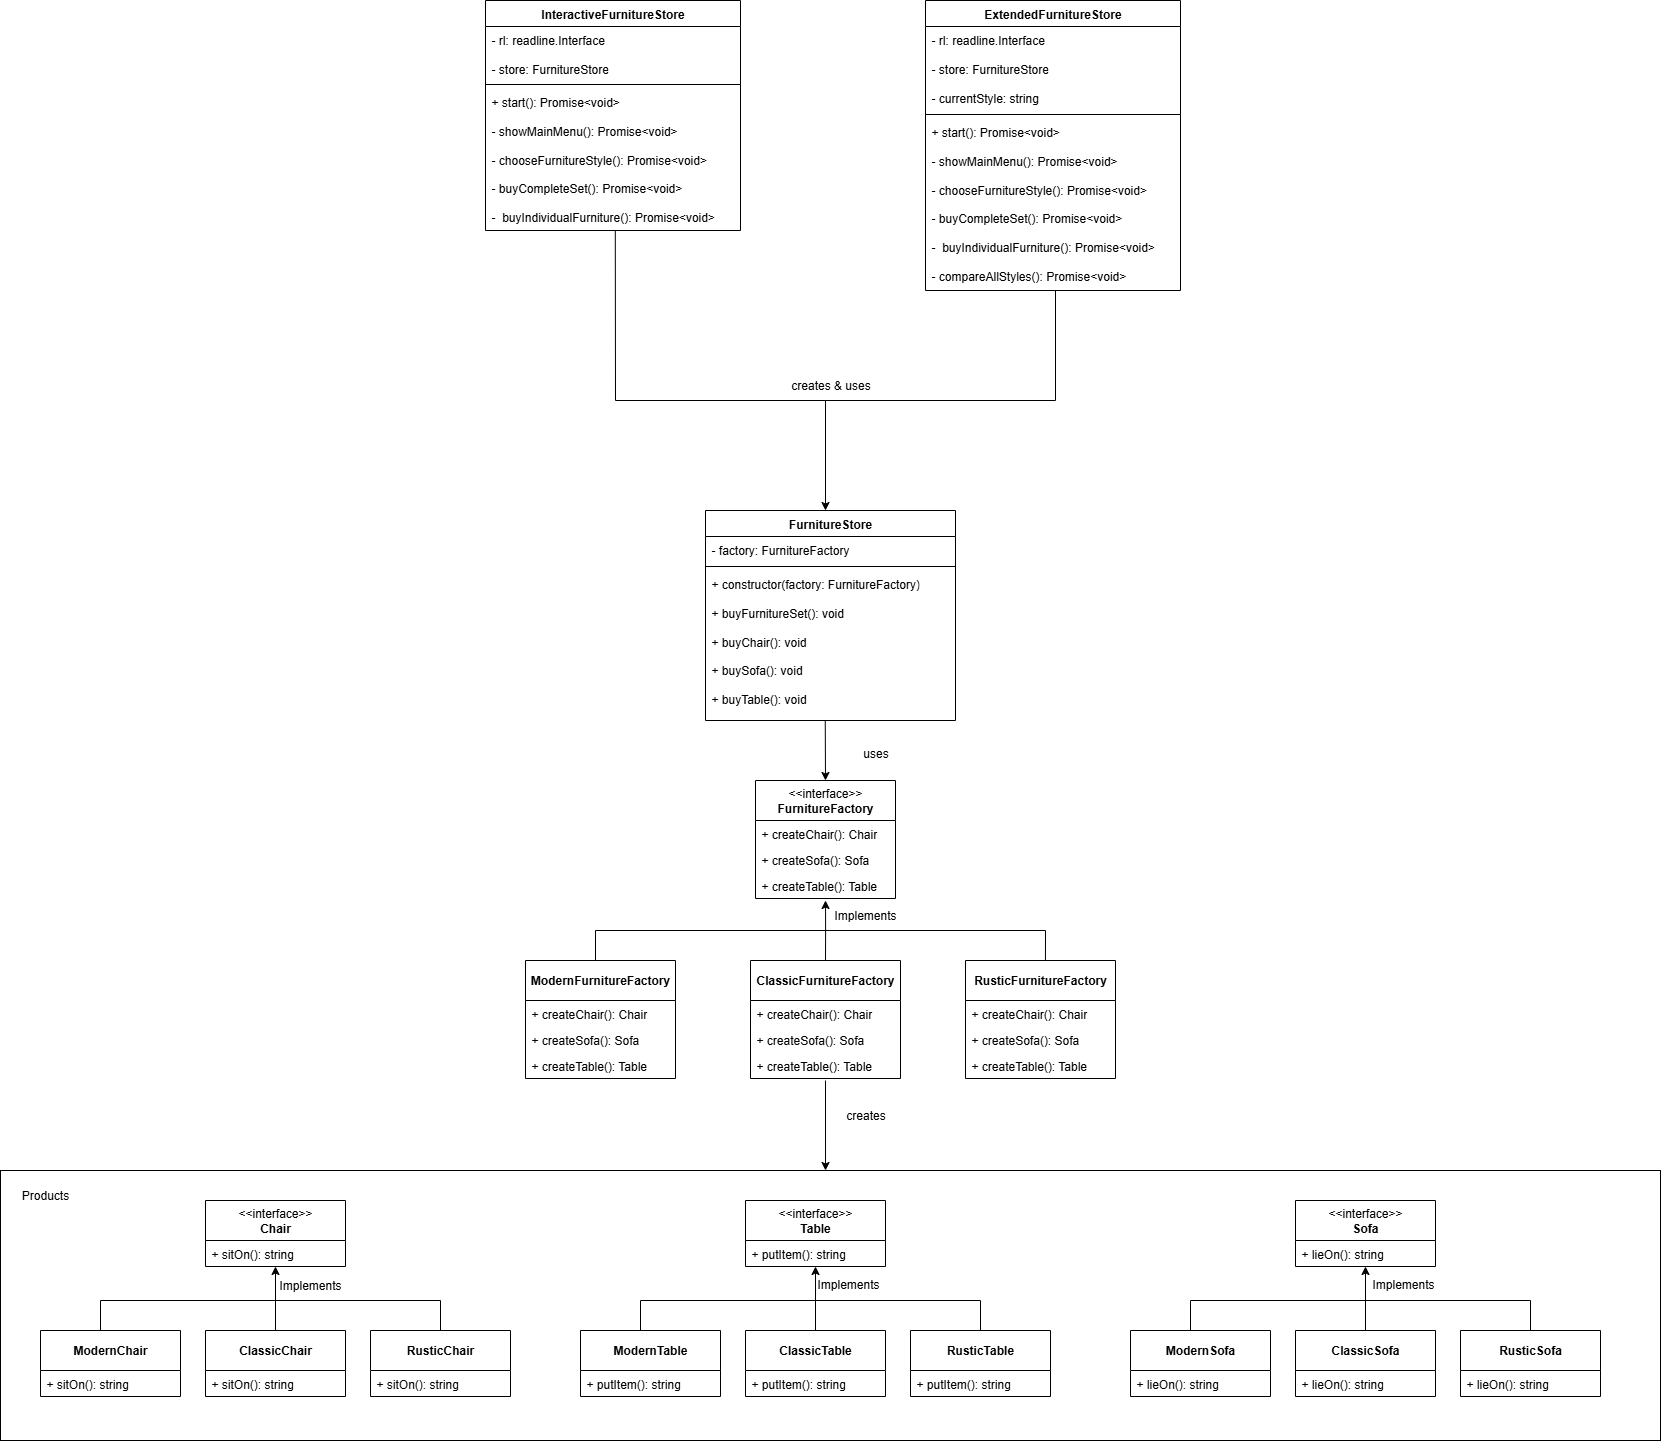 InteractiveFurnitureStore
- rl: readline.Interface
- store: FurnitureStore
+ start(): Promise<void>
- showMainMenu(): Promise<void>
- chooseFurnitureStyle(): Promise<void>
- buyCompleteSet(): Promise<void>
- buyIndividualFurniture(): Promise<void>
ExtendedFurnitureStore
- rl: readline.Interface
- store: FurnitureStore
- currentStyle: string
+ start(): Promise<void>
- showMainMenu(): Promise<void>
- chooseFurnitureStyle(): Promise<void>
- buyCompleteSet(): Promise<void>
- buyIndividualFurniture(): Promise<void>
- compareAllStyles(): Promise<void>
creates & uses
FurnitureStore
- factory: FurnitureFactory
+ constructor(factory: FurnitureFactory)
+ buyFurnitureSet(): void
+ buyChair(): void
+ buySofa(): void
+ buyTable(): void
uses
<<interface>>
FurnitureFactory
+ createChair(): Chair
+ createSofa(): Sofa
+ createTable(): Table
Implements
ModernFurnitureFactory
+ createChair(): Chair
+ createSofa(): Sofa
+ createTable(): Table
ClassicFurnitureFactory
+ createChair(): Chair
+ createSofa(): Sofa
+ createTable(): Table
RusticFurnitureFactory
+ createChair(): Chair
+ createSofa(): Sofa
+ createTable(): Table
creates
Products
<<interface>>
Chair
+ sitOn(): string
Implements
ModernChair
+ sitOn(): string
ClassicChair
+ sitOn(): string
RusticChair
+ sitOn(): string
<<interface>>
Table
+ putItem(): string
Implements
ModernTable
+ putItem(): string
ClassicTable
+ putItem(): string
RusticTable
+ putItem(): string
<<interface>>
Sofa
+ lieOn(): string
Implements
ModernSofa
+ lieOn(): string
ClassicSofa
+ lieOn(): string
RusticSofa
+ lieOn(): string